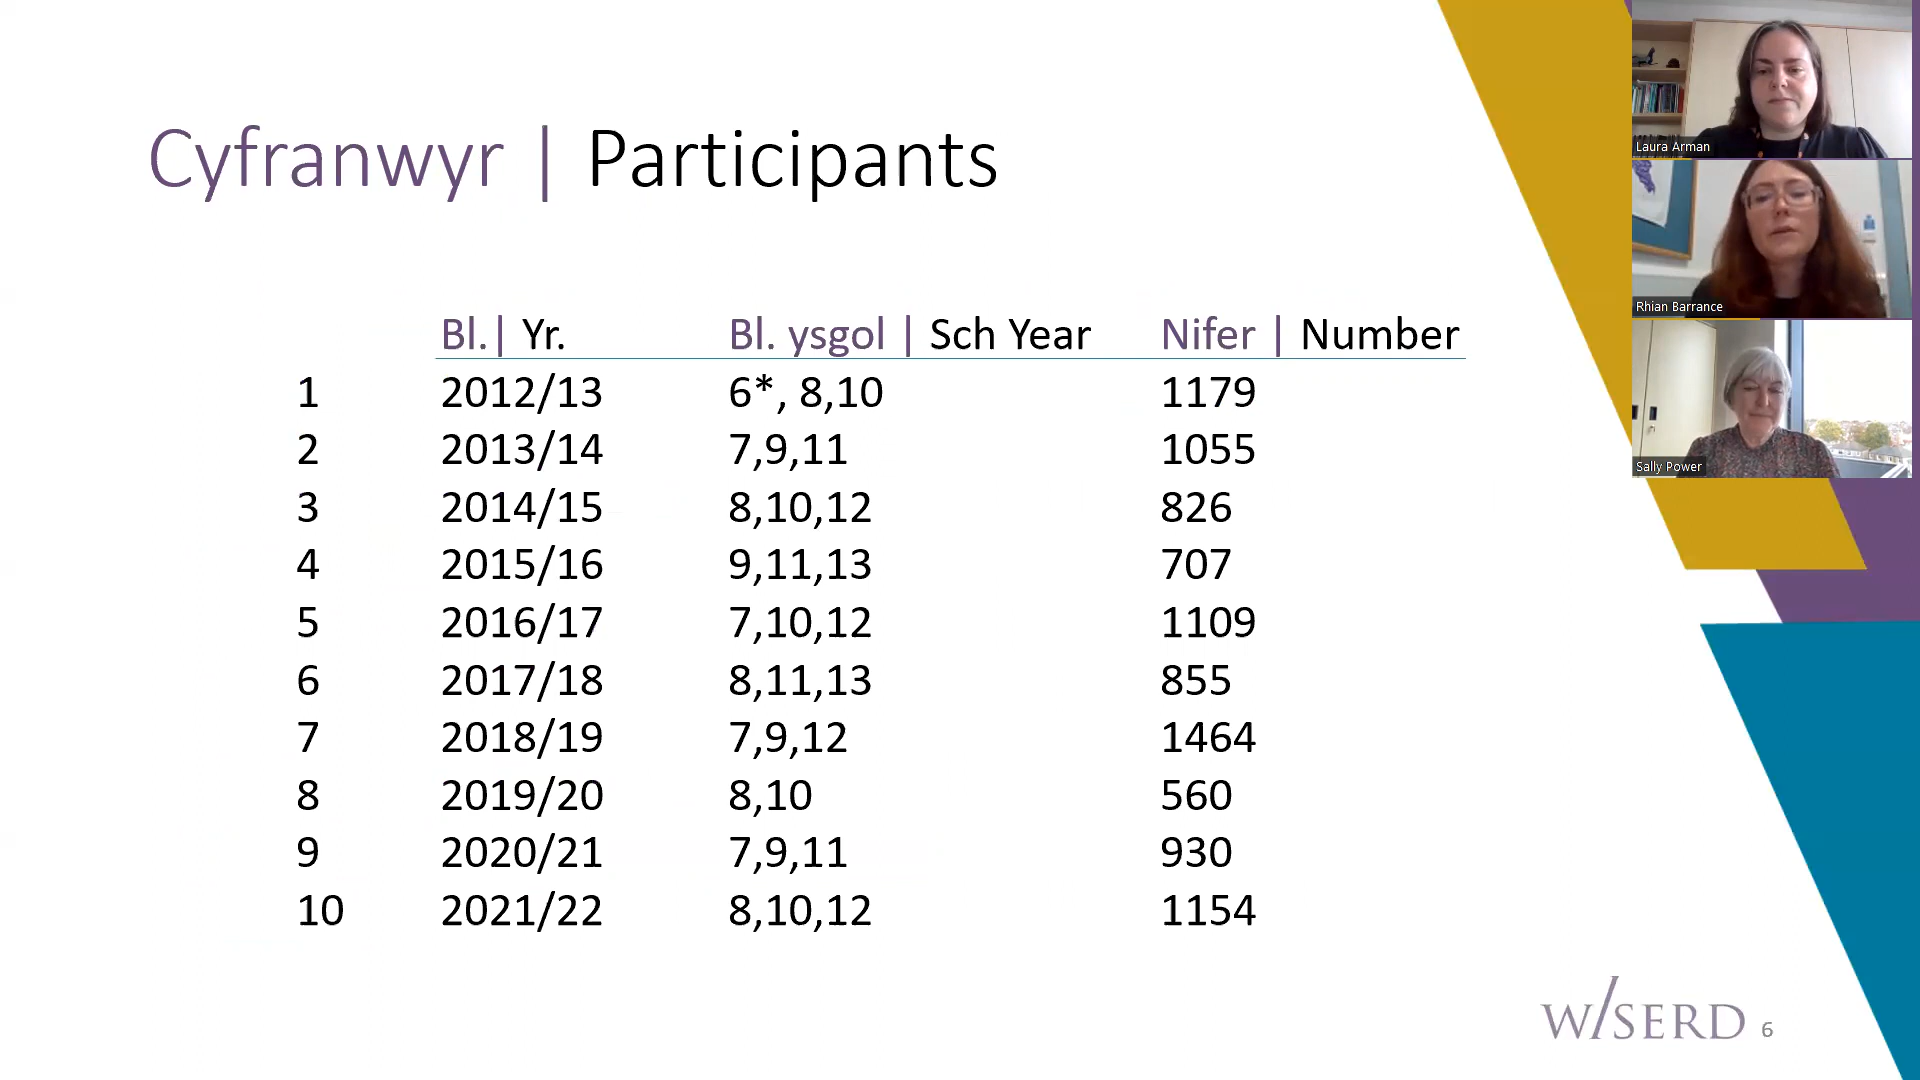 Cyfranwyr | Participants
Bl.| Yr. Bl. ysgol | Sch Year Nifer | Number
1 2012/13 6*, 8,10 1179
2 2013/14 7,9,11 1055
3 2014/15 8,10,12 826
4 2015/16 9,11,13 707
5 2016/17 7,10,12 1109
6 2017/18 8,11,13 855
7 2018/19 7,9,12 1464
8 2019/20 8,10 560
9 2020/21 7,9,11 930
10 2021/22 8,10,12 1154
W/SERD 6
Laura Arman
Rhian Barrance
Sally Power